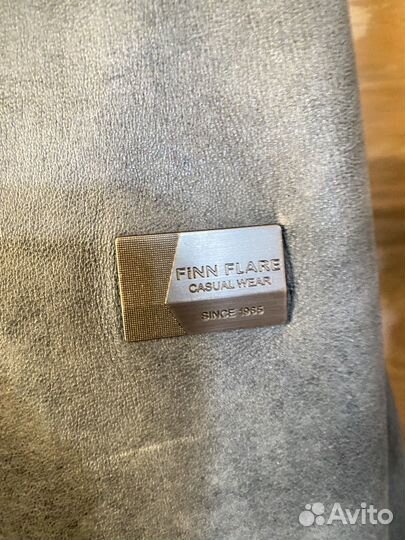 FINN FLARE
CASUAL WEAR
SINCE 1965
Avito